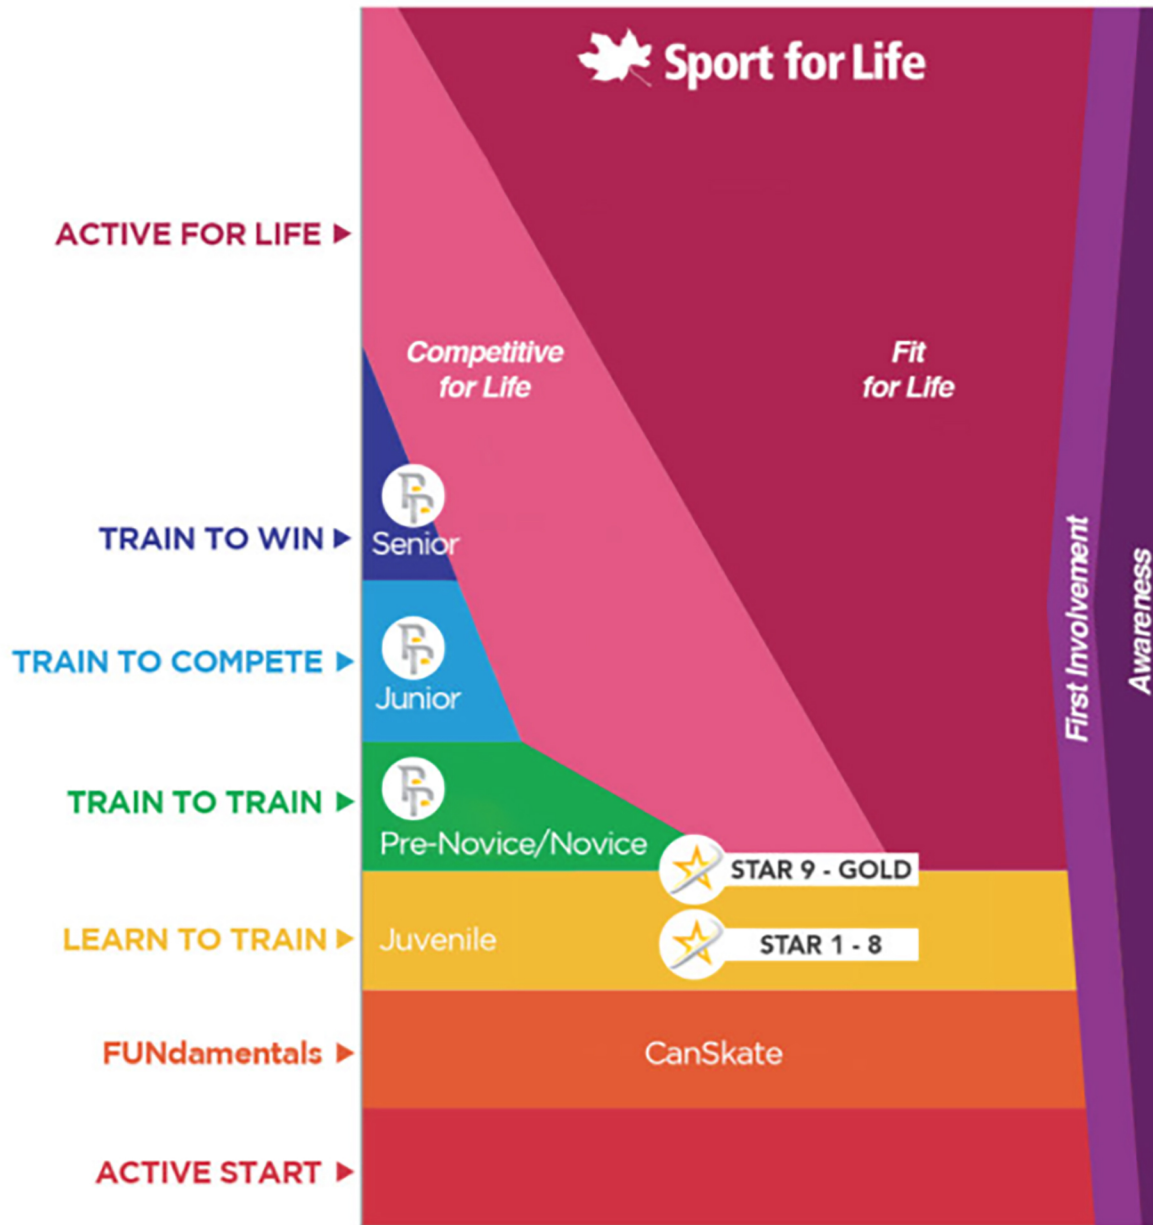 Sport for Life
ACTIVE FOR LIFE
Competitive
for Life
Fit
for Life
TRAIN TO WIN
Senior
First Involvement
Awareness
TRAIN TO COMPETE
Junior
TRAIN TO TRAIN
Pre-Novice/Novice
STAR 9 - GOLD
LEARN TO TRAIN
Juvenile
STAR 1 - 8
FUNdamentals
CanSkate
ACTIVE START